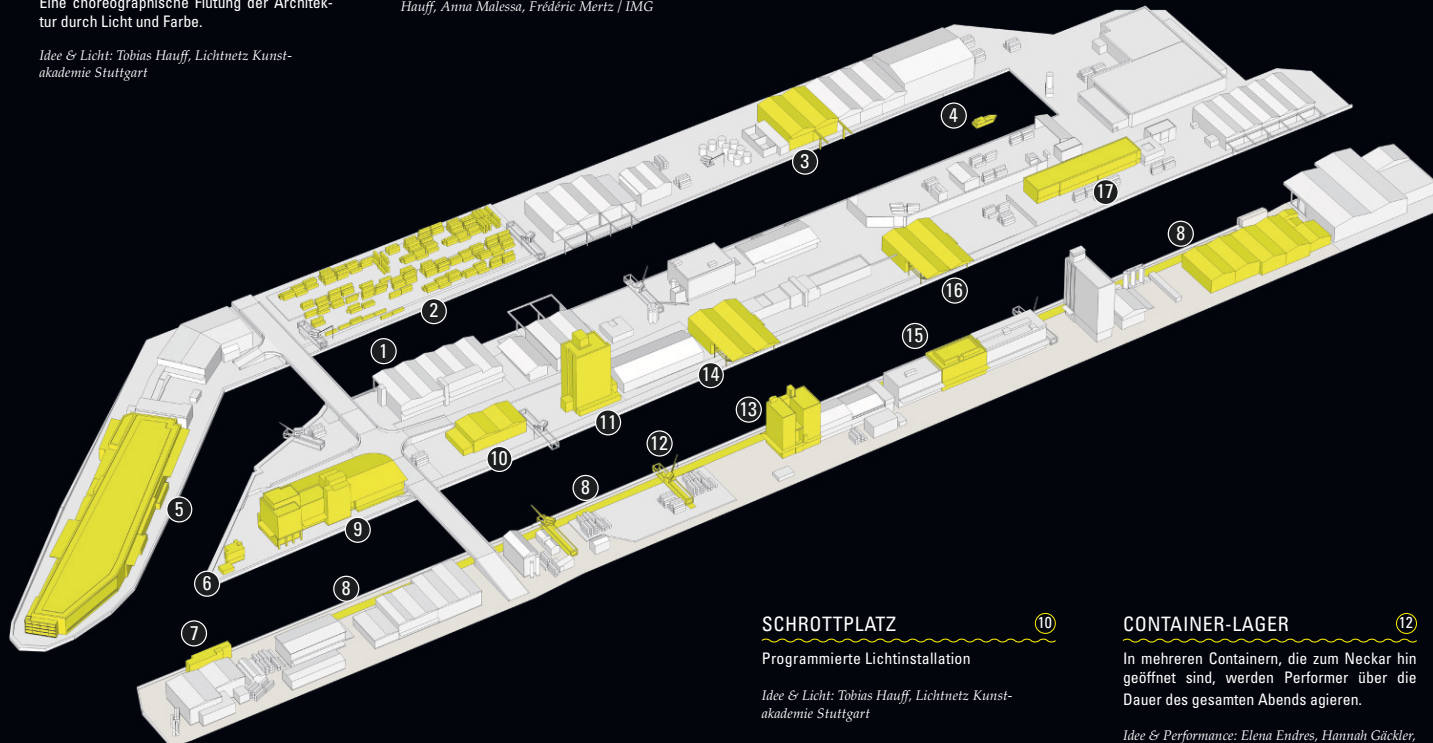 Eine choreographische Flutung der Architek-
tur durch Licht und Farbe.
Idee & Licht: Tobias Hauff, Lichtnetz Kunst-
akademie Stuttgart
Hauff, Anna Malessa, Frédéric Mertz / IMG
4
3
17
8
2
16
1
15
14
13
11
12
10
8
5
9
6
8
7
SCHROTTPLATZ 10
Programmierte Lichtinstallation
Idee & Licht: Tobias Hauff, Lichtnetz Kunst-
akademie Stuttgart
CONTAINER-LAGER 12
In mehreren Containern, die zum Neckar hin
geöffnet sind, werden Performer über die
Dauer des gesamten Abends agieren.
Idee & Performance: Elena Endres, Hannah Gäckler,